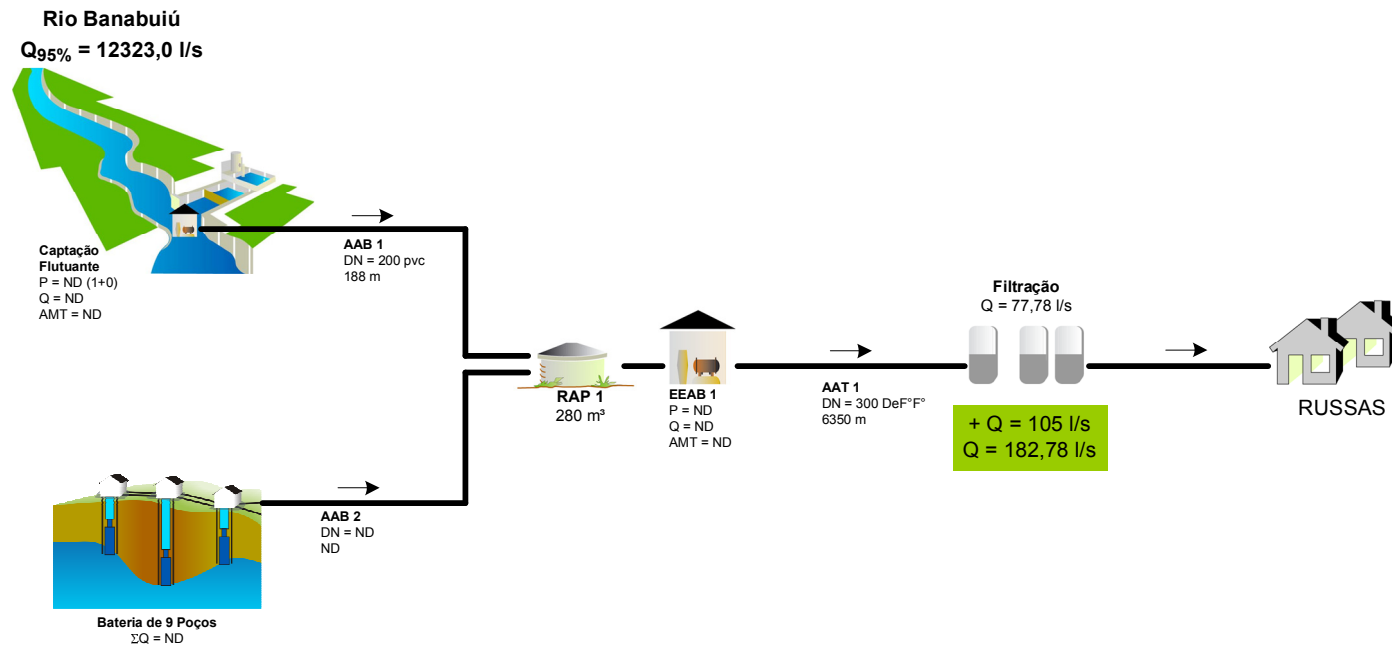 Rio Banabuiú
Q95% = 12323,0 l/s
Captação
Flutuante
P = ND (1+0)
Q = ND
AMT = ND
AAB 1
DN = 200 pvc
188 m
Bateria de 9 Poços
ΣQ = ND
AAB 2
DN = ND
ND
RAP 1
280 m³
EEAB 1
P = ND
Q = ND
AMT = ND
AAT 1
DN = 300 DeF°F°
6350 m
Filtração
Q = 77,78 l/s
+ Q = 105 l/s
Q = 182,78 l/s
RUSSAS